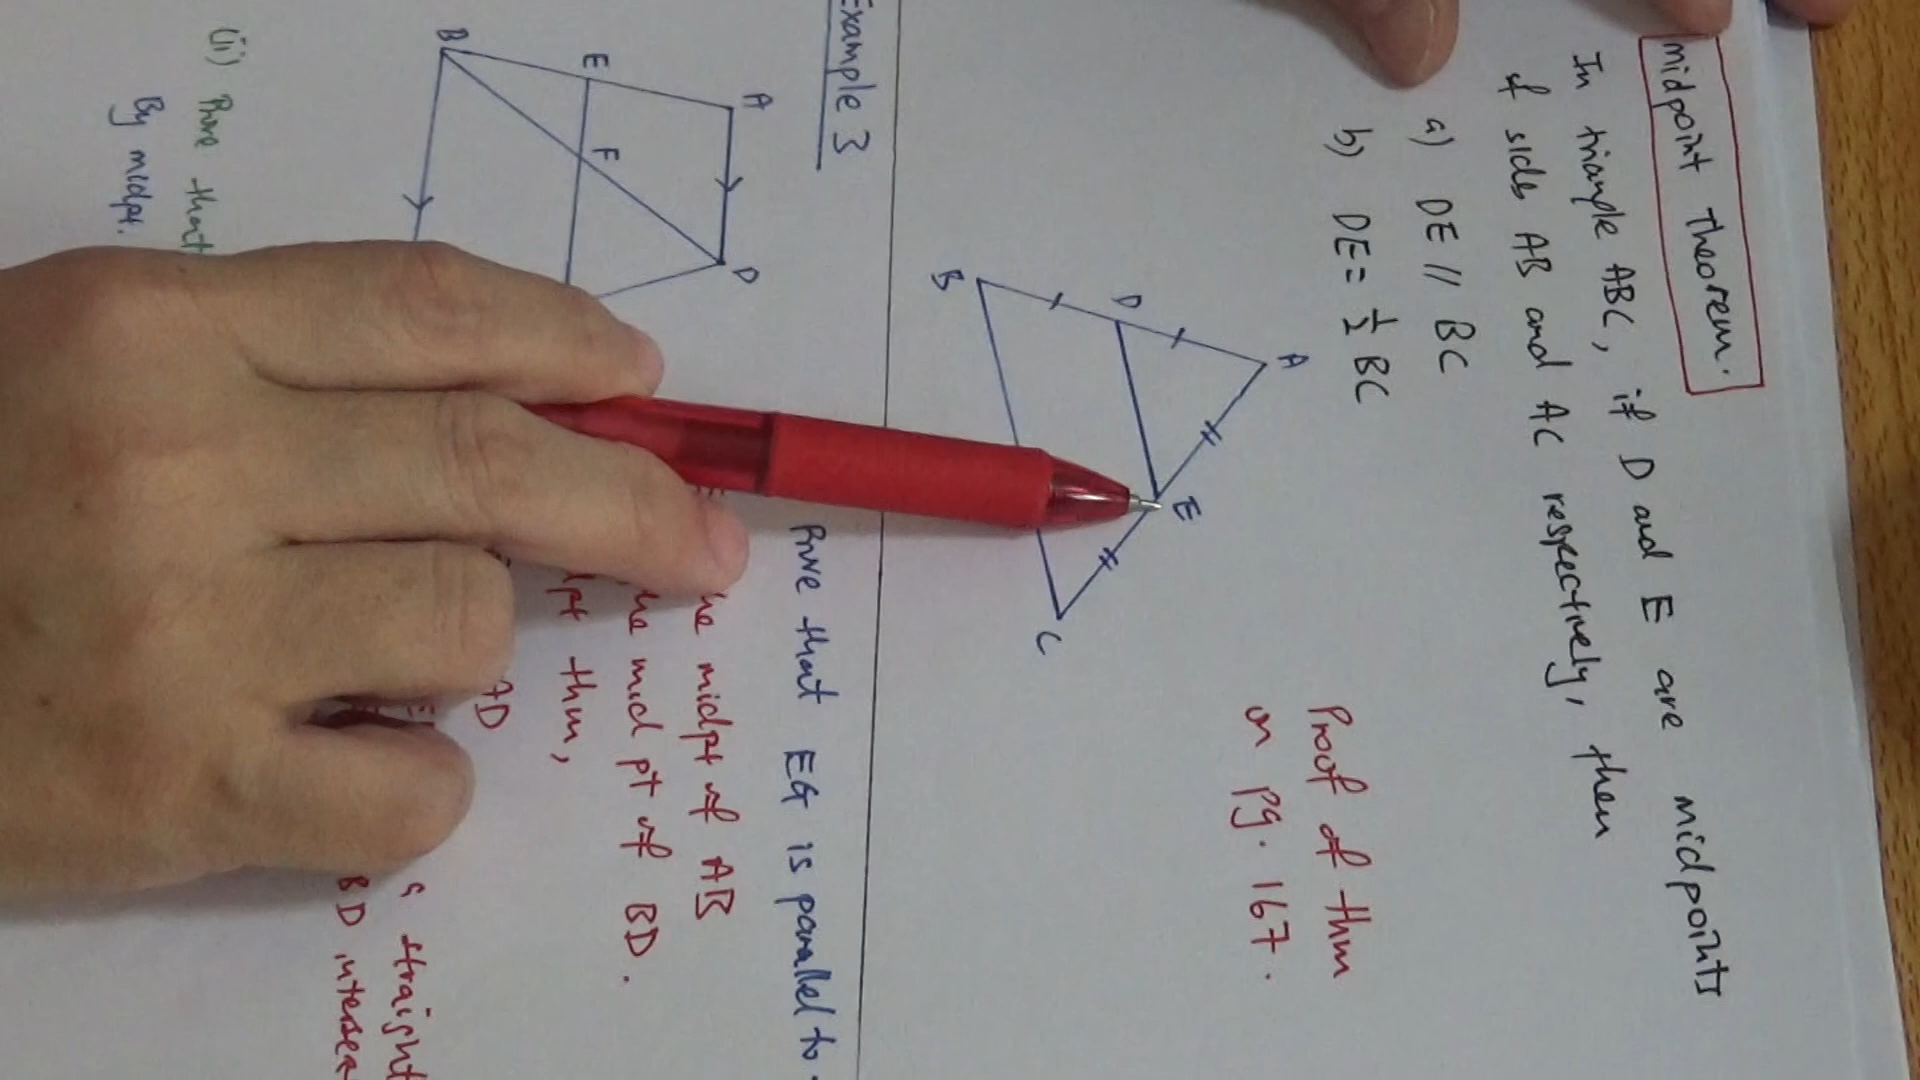 midpoint Theorem.
In triangle ABC, if D and E are midpoints
of sides AB and AC respectively, then
a) DE // BC
b) DE = 1/2 BC
Proof of thm
on pg. 167.
A
D
E
B
C
Example 3
A
E
F
B
D
Prove that EG is parallel to
midpt of AB
mid pt of BD.
thm,
AD
straight
BD
(ii) Prove that
By midpt.